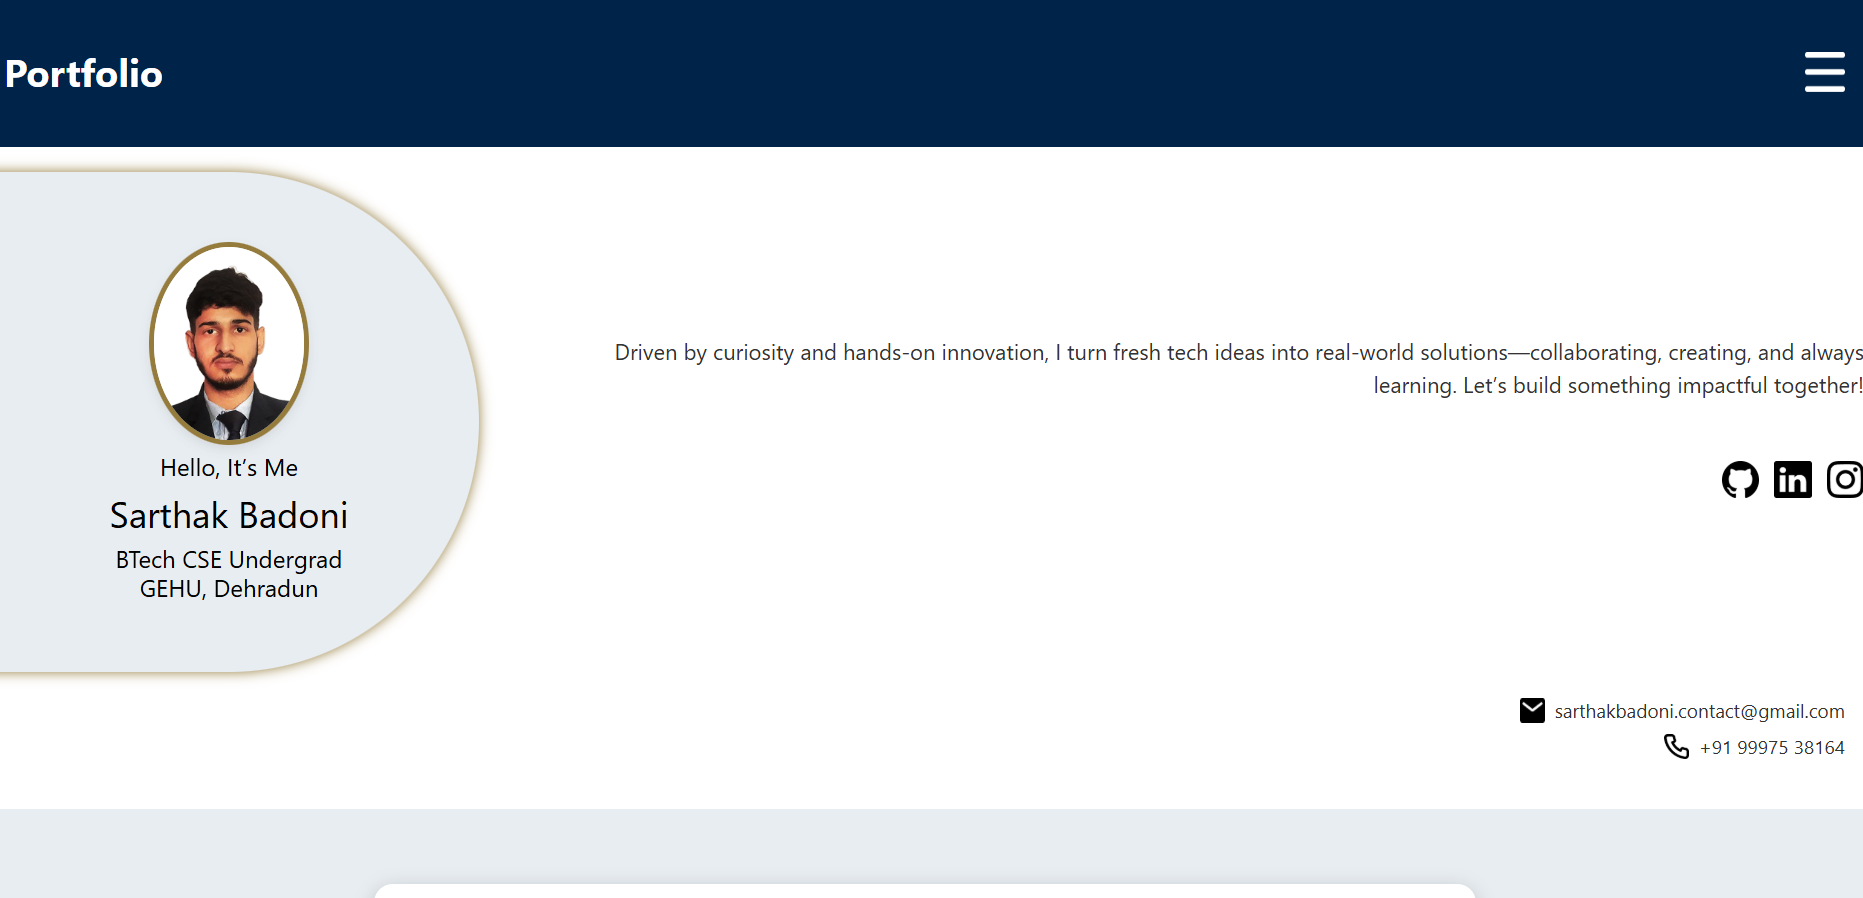 Portfolio
Hello, It’s Me
Sarthak Badoni
BTech CSE Undergrad
GEHU, Dehradun
Driven by curiosity and hands-on innovation, I turn fresh tech ideas into real-world solutions—collaborating, creating, and always
learning. Let’s build something impactful together!
in
sarthakbadoni.contact@gmail.com
+91 99975 38164